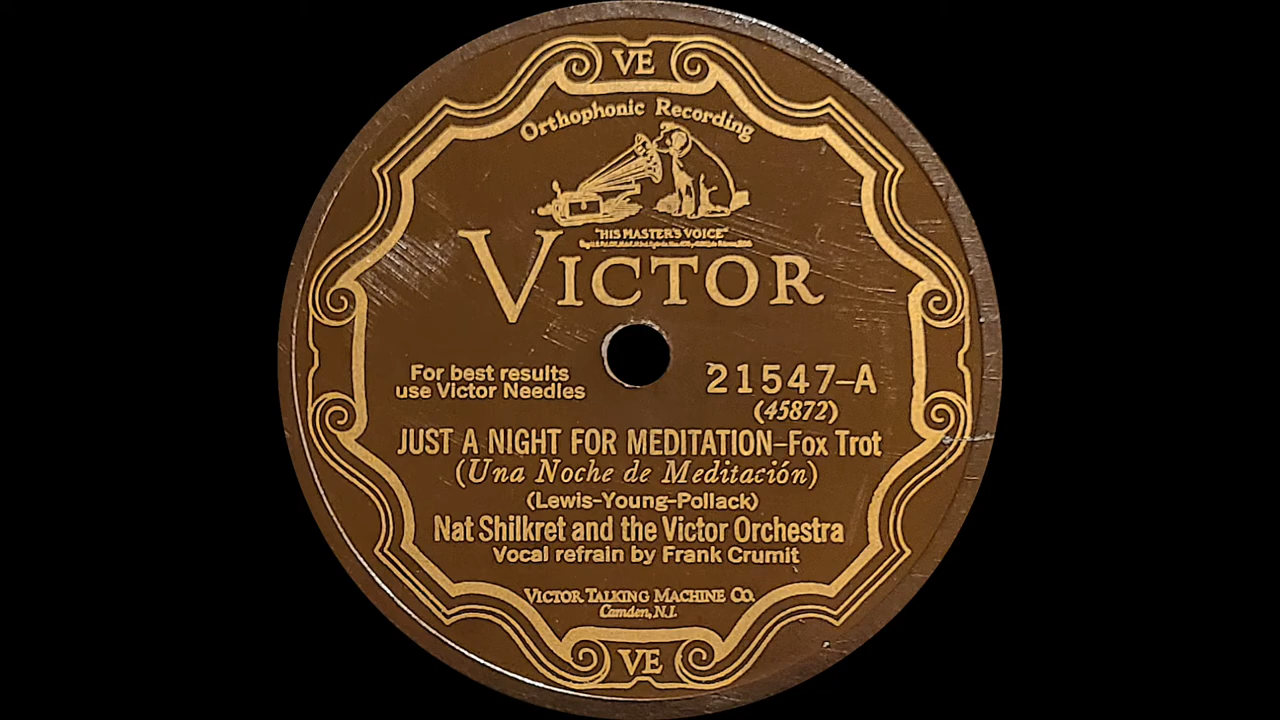 VE
Orthophonic Recording
"HIS MASTER'S VOICE"
VICTOR
For best results
use Victor Needles
21547-A
(45872)
JUST A NIGHT FOR MEDITATION-Fox Trot
(Una Noche de Meditación)
(Lewis-Young-Pollack)
Nat Shilkret and the Victor Orchestra
Vocal refrain by Frank Crumit
VICTOR TALKING MACHINE CO.
Camden, N.J.
VE